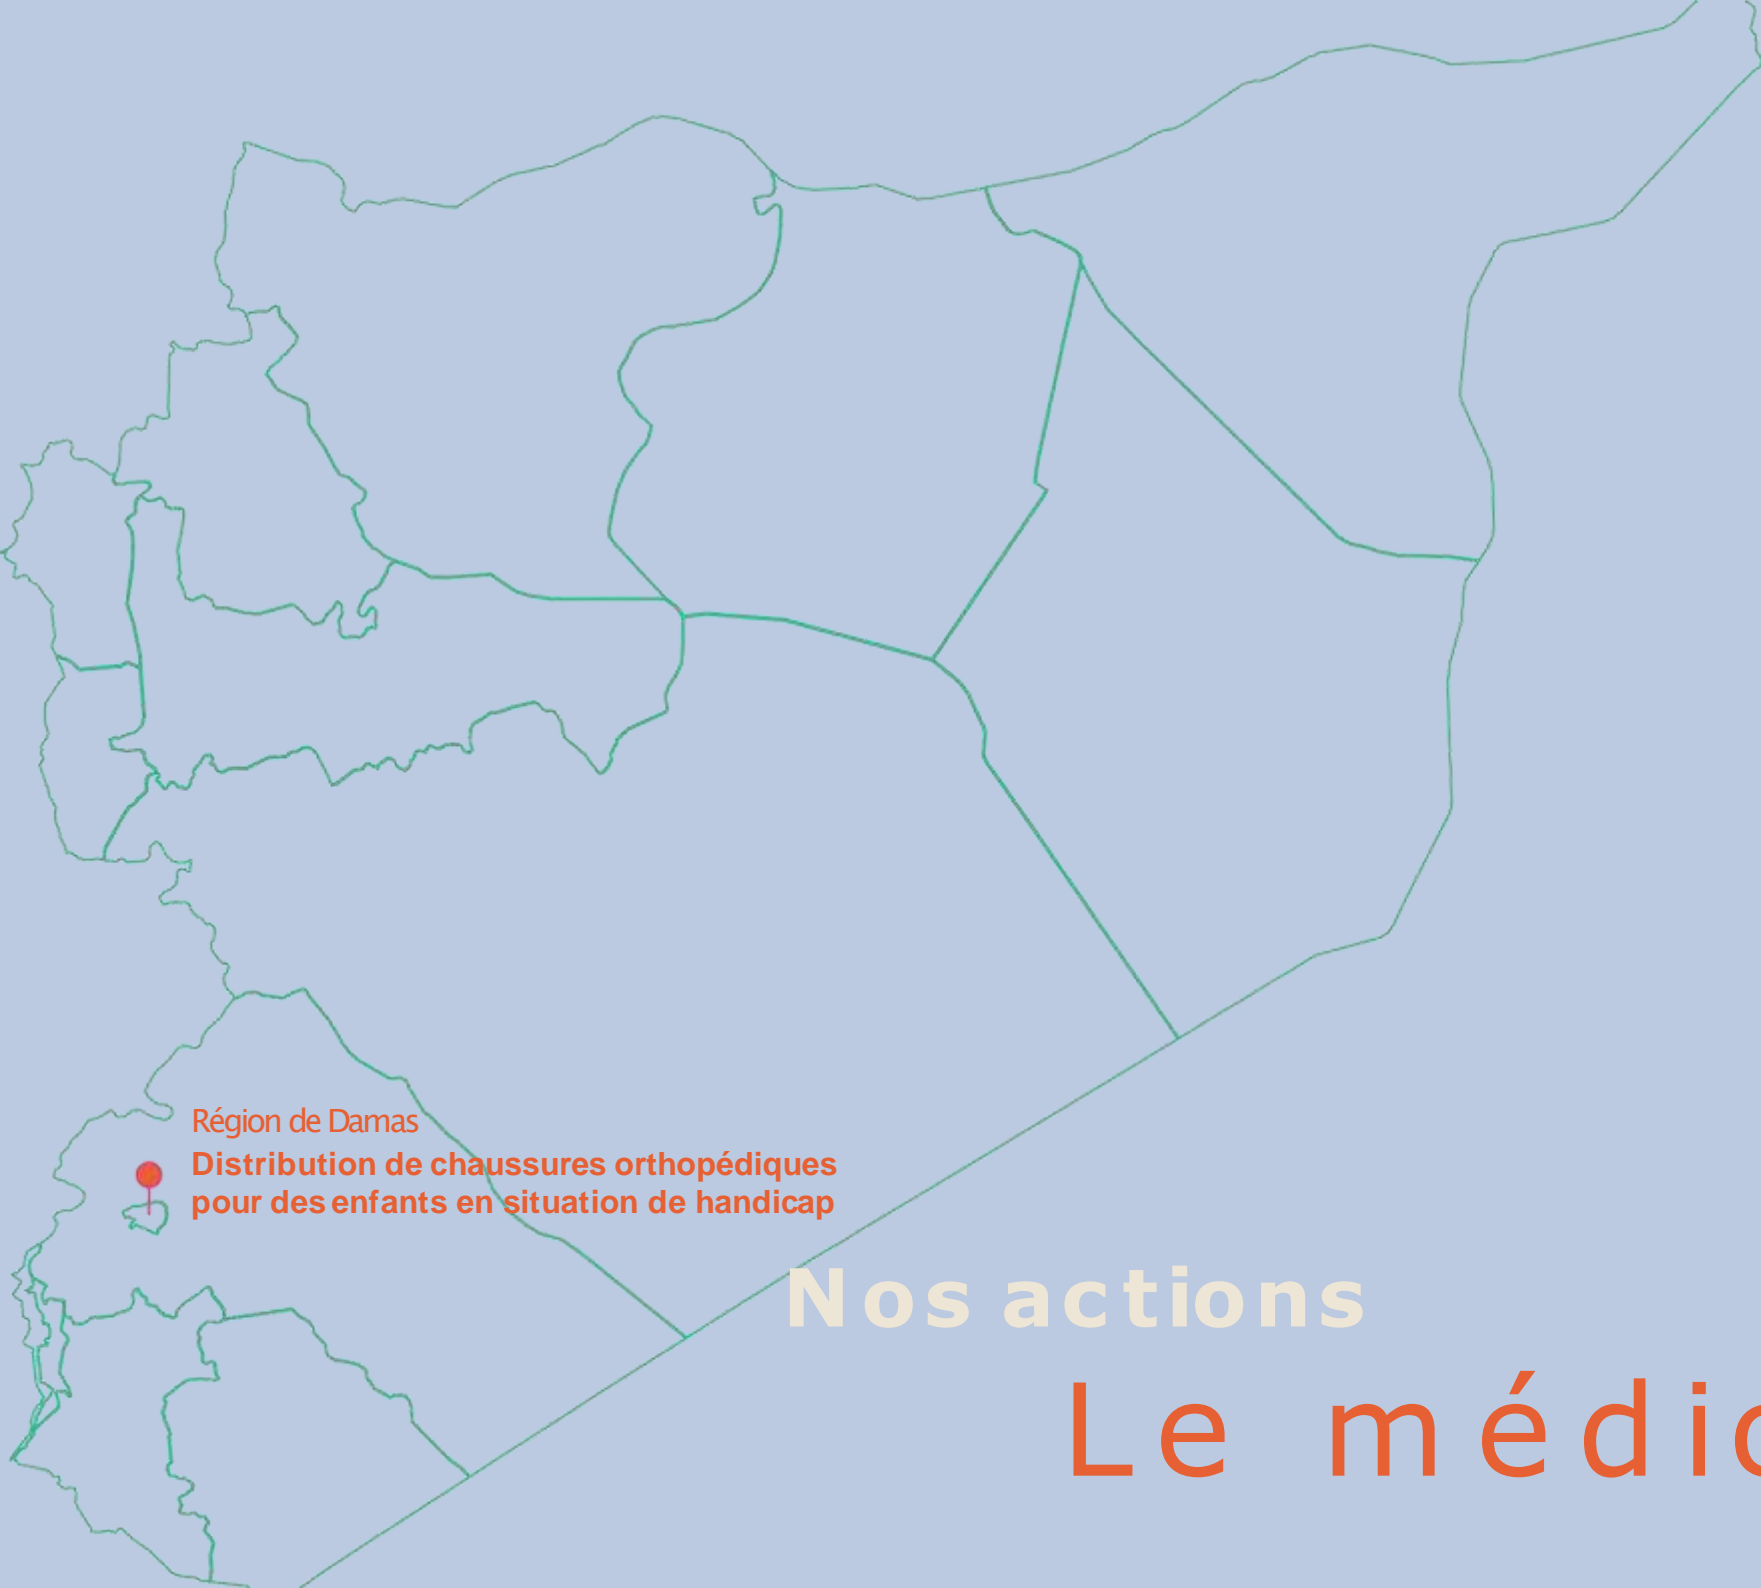 Région de Damas
Distribution de chaussures orthopédiques
pour des enfants en situation de handicap
Nos actions
Le médic